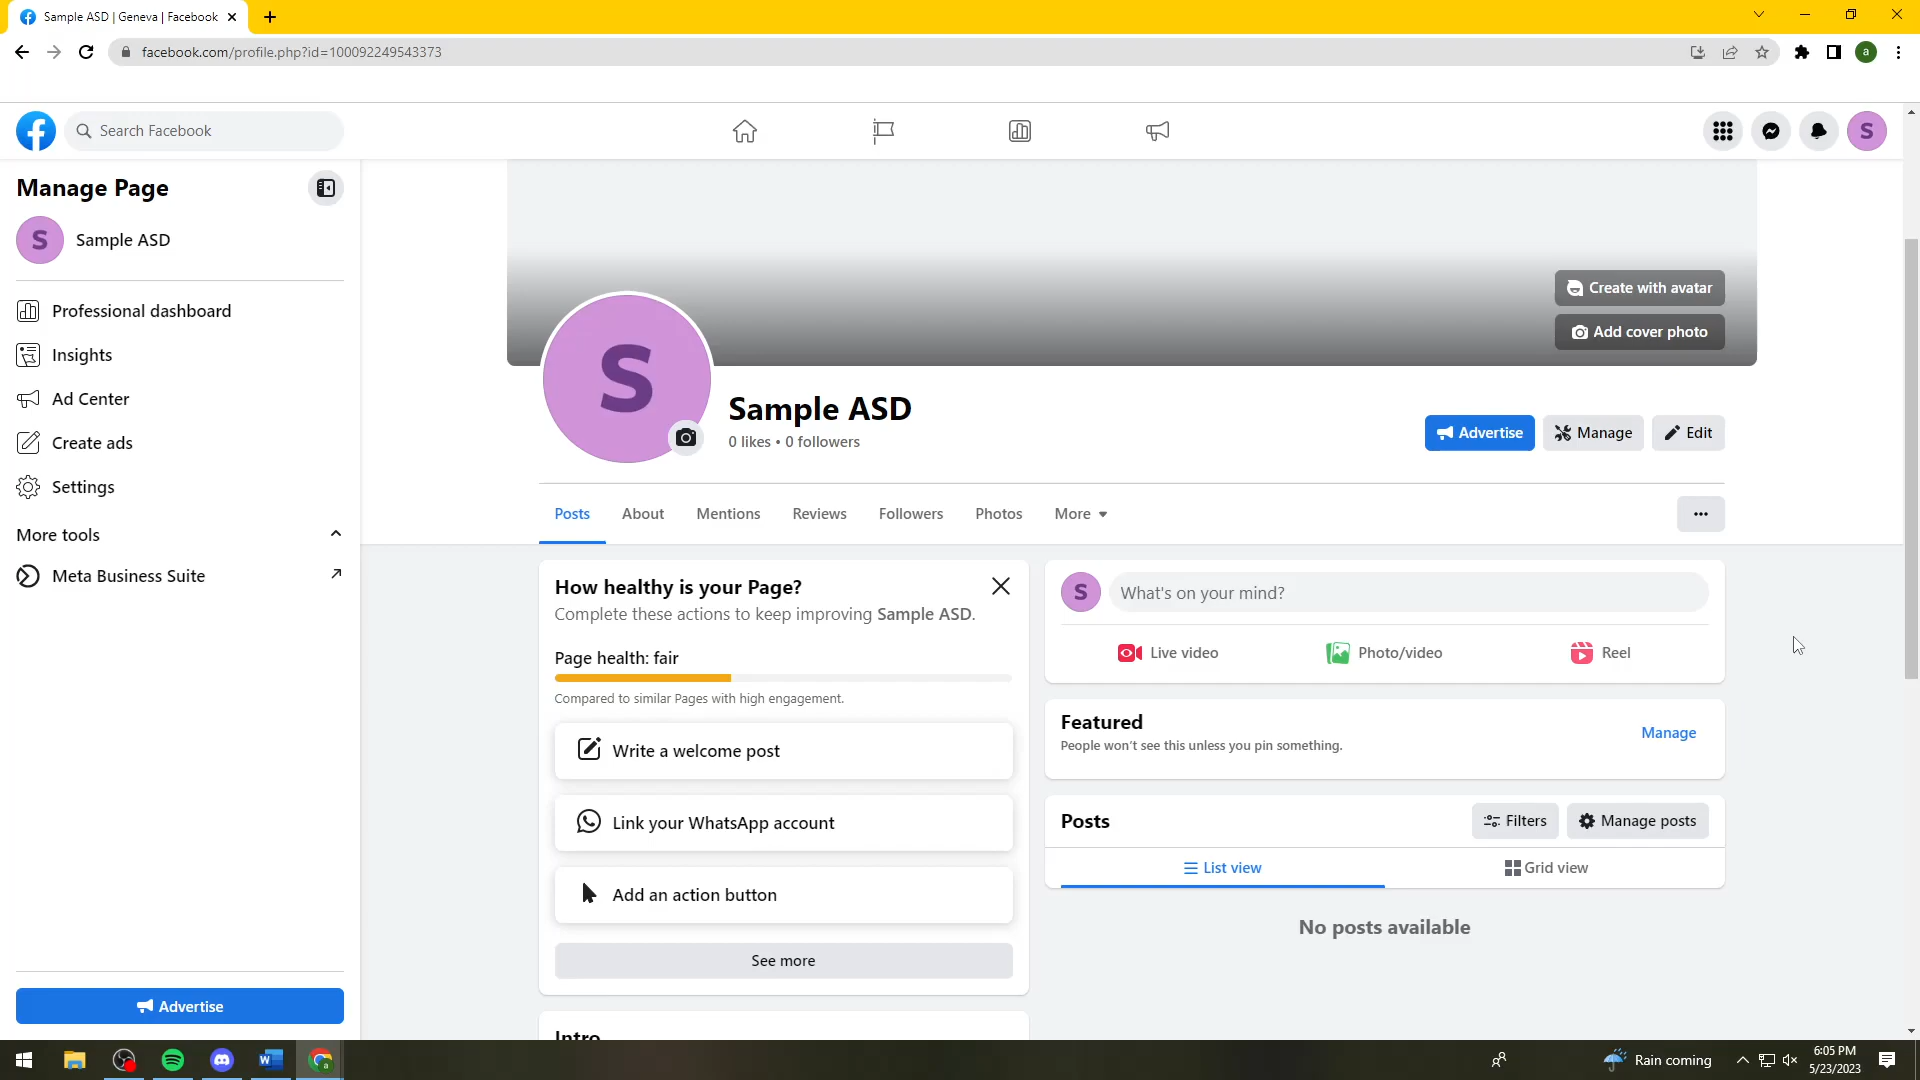 Sample ASD | Geneva | Facebook
facebook.com/profile.php?id=100092249543373
a
Search Facebook
S
Manage Page
S
Sample ASD
Professional dashboard
Insights
Ad Center
Create ads
Settings
More tools
Meta Business Suite
Advertise
Create with avatar
Add cover photo
S
Sample ASD
0 likes • 0 followers
Advertise
Manage
Edit
Posts
About
Mentions
Reviews
Followers
Photos
More
How healthy is your Page?
Complete these actions to keep improving Sample ASD.
Page health: fair
Compared to similar Pages with high engagement.
Write a welcome post
Link your WhatsApp account
Add an action button
See more
Intro
S
What's on your mind?
Live video
Photo/video
Reel
Featured
People won't see this unless you pin something.
Manage
Posts
Filters
Manage posts
List view
Grid view
No posts available
Rain coming
6:05 PM
5/23/2023